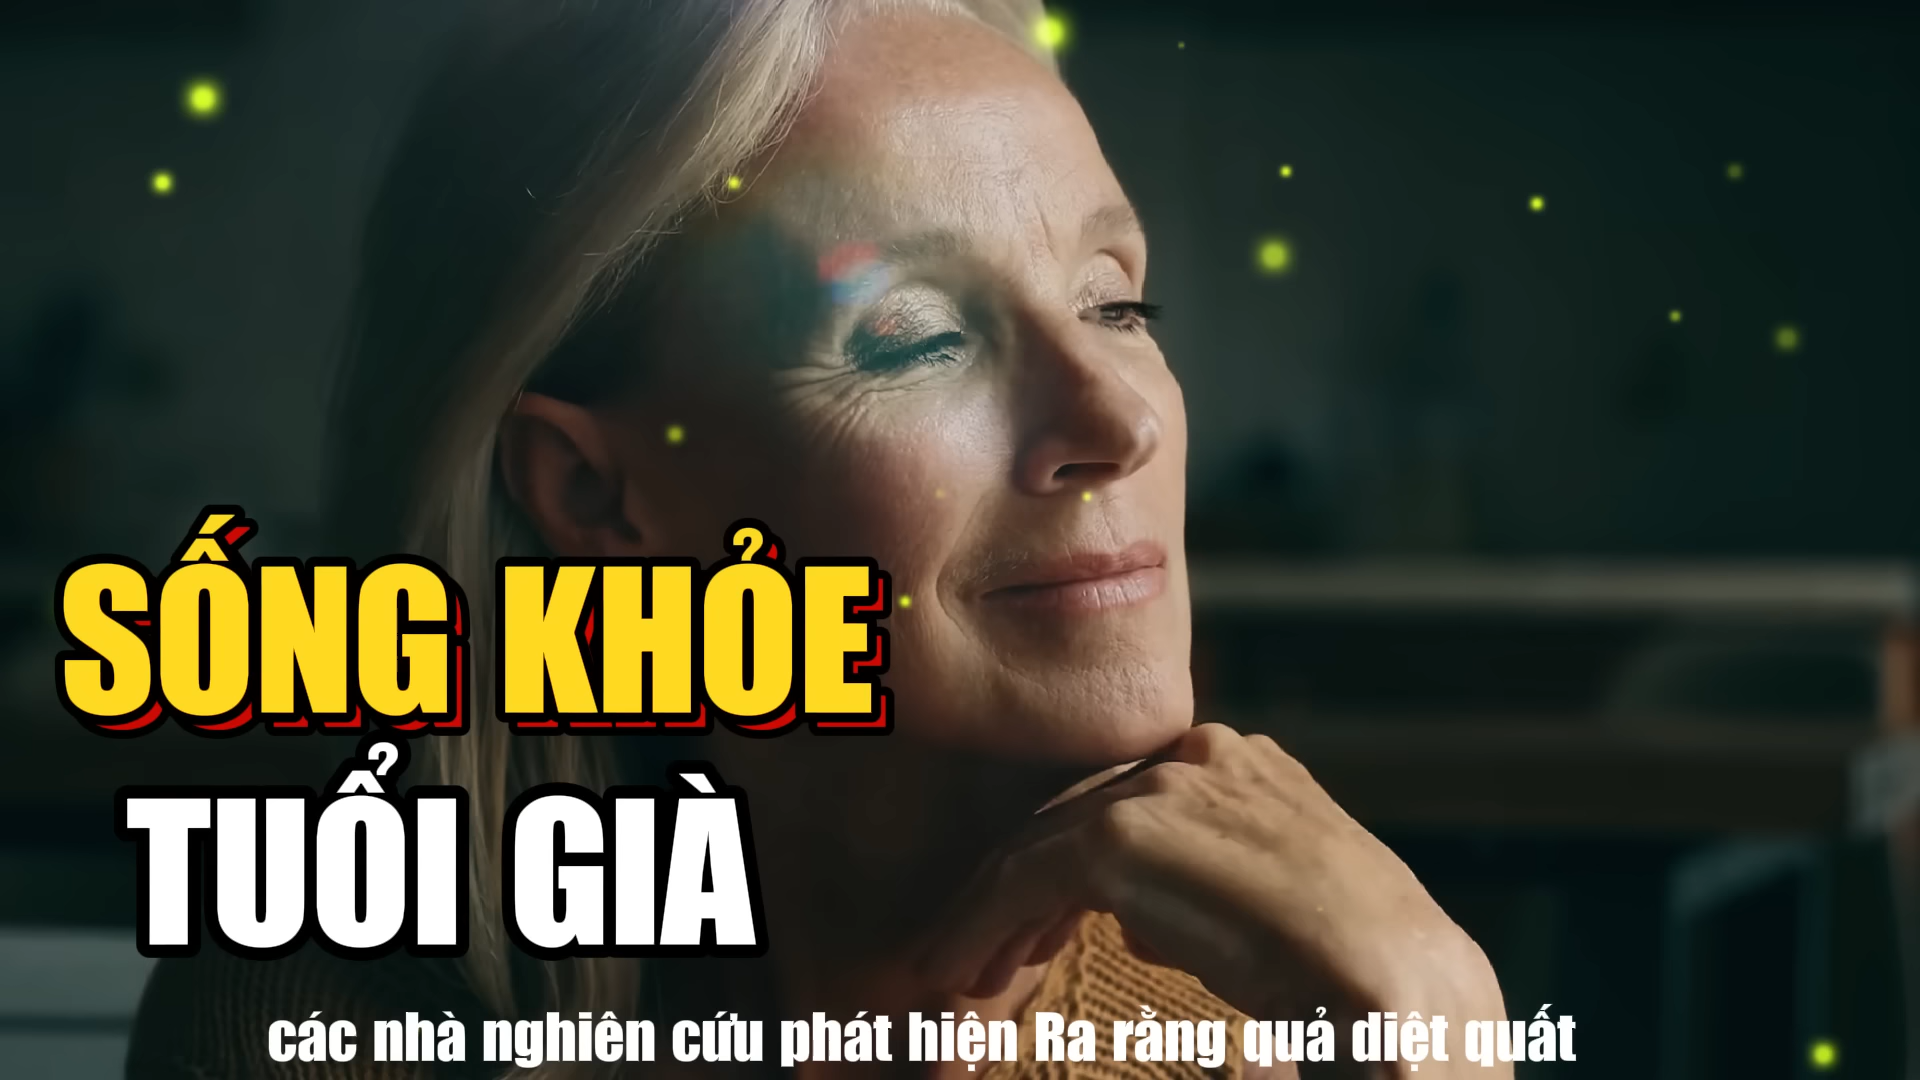 SỐNG KHỎE
TUỔI GIÀ
các nhà nghiên cứu phát hiện Ra rằng quả diệt quất